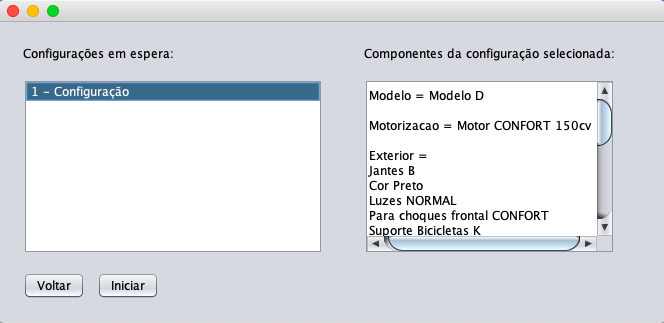 Configurações em espera:
Componentes da configuração selecionada:
1 - Configuração
Modelo = Modelo D
Motorizacao = Motor CONFORT 150cv
Exterior =
Jantes B
Cor Preto
Luzes NORMAL
Para choques frontal CONFORT
Suporte Bicicletas K
Voltar
Iniciar